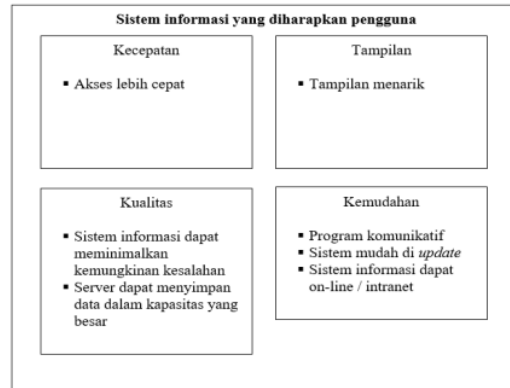 Sistem informasi yang diharapkan pengguna
Kecepatan
▪ Akses lebih cepat
Tampilan
▪ Tampilan menarik
Kualitas
▪ Sistem informasi dapat
meminimalkan
kemungkinan kesalahan
▪ Server dapat menyimpan
data dalam kapasitas yang
besar
Kemudahan
▪ Program komunikatif
▪ Sistem mudah di update
▪ Sistem informasi dapat
on-line / intranet